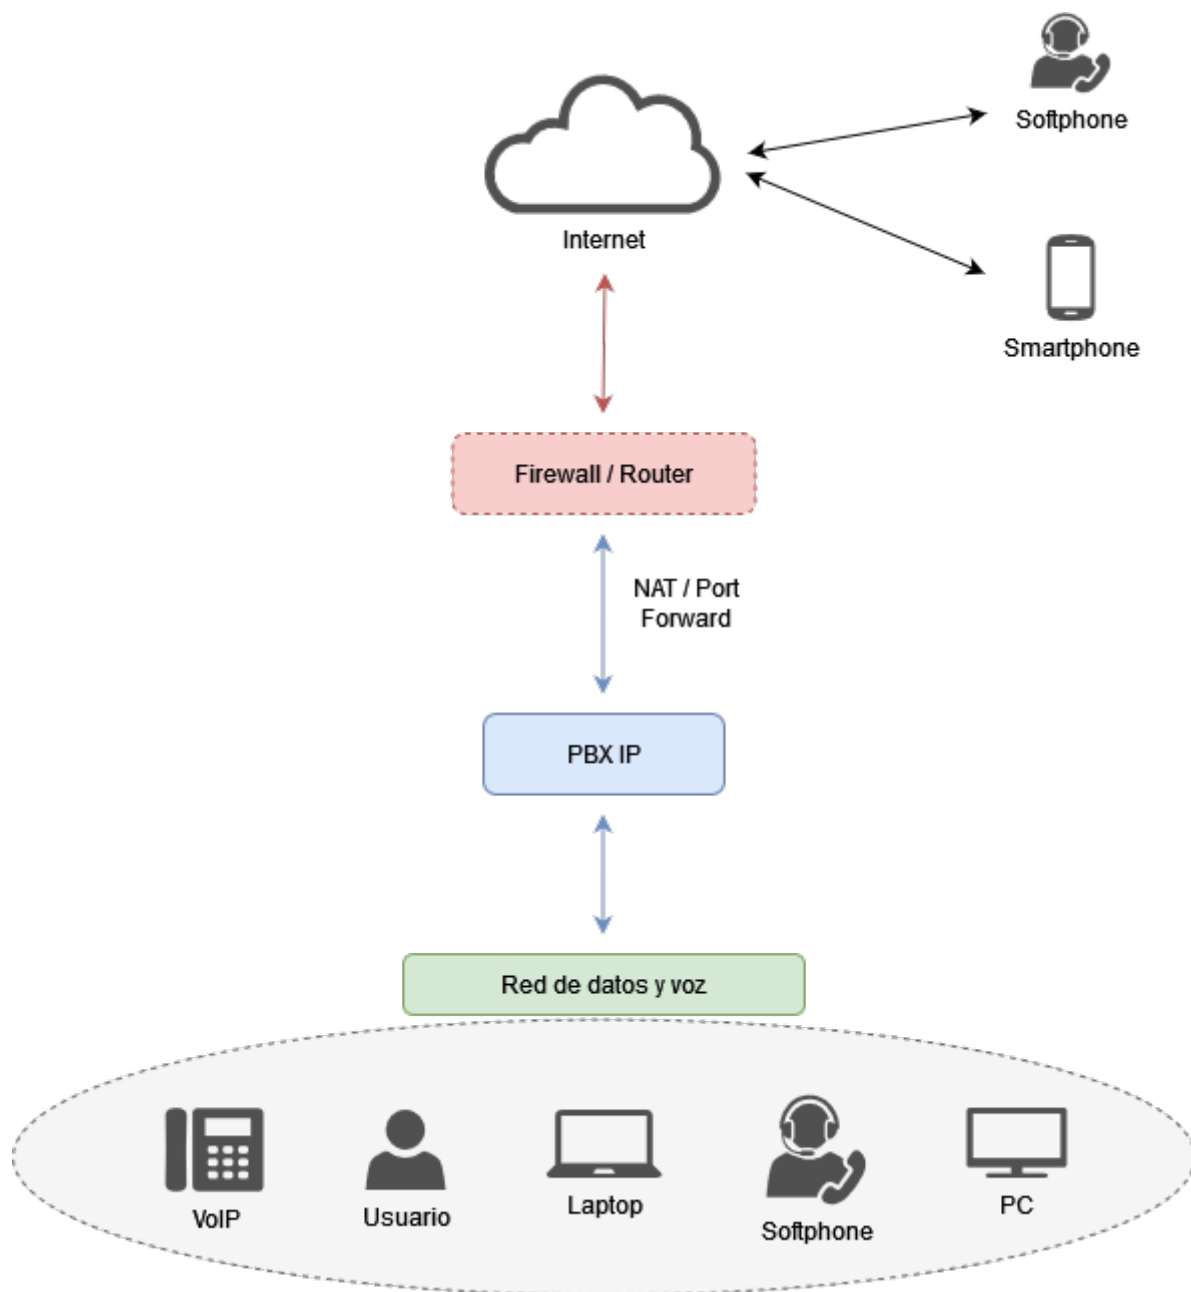 Softphone
Internet
Smartphone
Firewall / Router
NAT / Port
Forward
PBX IP
Red de datos y voz
VoIP
Usuario
Laptop
Softphone
PC